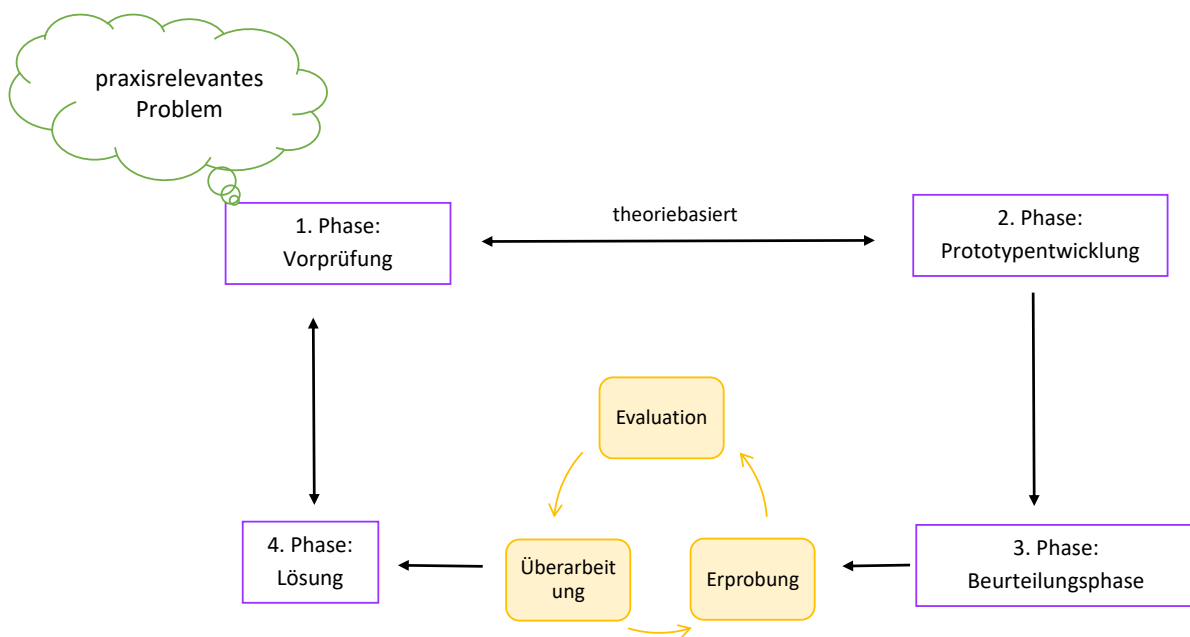 praxisrelevantes
Problem
1. Phase:
Vorprüfung
theoriebasiert
2. Phase:
Prototypentwicklung
Evaluation
4. Phase:
Lösung
Überarbeit
ung
Erprobung
3. Phase:
Beurteilungsphase